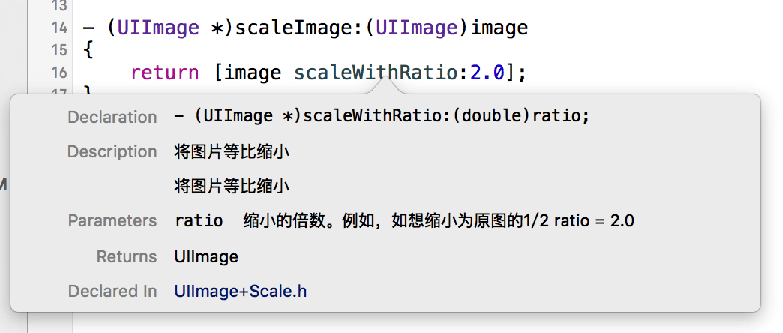 13
14 - (UIImage *)scaleImage:(UIImage)image
15 {
16 return [image scaleWithRatio:2.0];
17 }
Declaration - (UIImage *)scaleWithRatio:(double)ratio;
Description 将图片等比缩小
将图片等比缩小
Parameters ratio 缩小的倍数。例如，如想缩小为原图的1/2 ratio = 2.0
Returns UIImage
Declared In UIImage+Scale.h
M